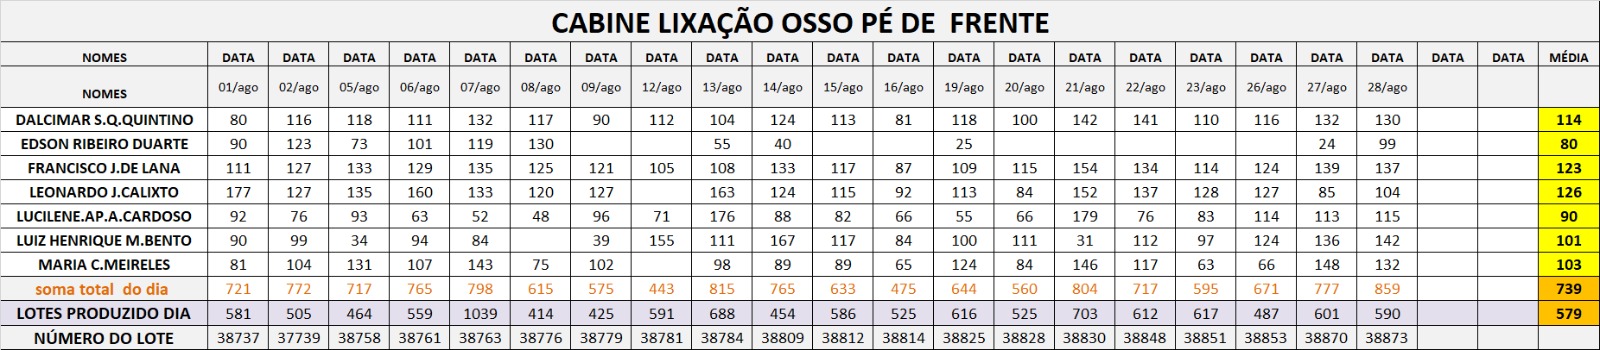 CABINE LIXAÇÃO OSSO PÉ DE FRENTE
NOMES DATA DATA DATA DATA DATA DATA DATA DATA DATA DATA DATA DATA DATA DATA DATA DATA DATA DATA DATA DATA DATA DATA MÉDIA
NOMES 01/ago 02/ago 05/ago 06/ago 07/ago 08/ago 09/ago 12/ago 13/ago 14/ago 15/ago 16/ago 19/ago 20/ago 21/ago 22/ago 23/ago 26/ago 27/ago 28/ago
DALCIMAR S.Q.QUINTINO 80 116 118 111 132 117 90 112 104 124 113 81 118 100 142 141 110 116 132 130 114
EDSON RIBEIRO DUARTE 90 123 73 101 119 130 55 40 25 24 99 80
FRANCISCO J.DE LANA 111 127 133 129 135 125 121 105 108 133 117 87 109 115 154 134 114 124 139 137 123
LEONARDO J.CALIXTO 177 127 135 160 133 120 127 163 124 115 92 113 84 152 137 128 127 85 104 126
LUCILENE.AP.A.CARDOSO 92 76 93 63 52 48 96 71 176 88 82 66 55 66 179 76 83 114 113 115 90
LUIZ HENRIQUE M.BENTO 90 99 34 94 84 39 155 111 167 117 84 100 111 31 112 97 124 136 142 101
MARIA C.MEIRELES 81 104 131 107 143 75 102 98 89 89 65 124 84 146 117 63 66 148 132 103
soma total do dia 721 772 717 765 798 615 575 443 815 765 633 475 644 560 804 717 595 671 777 859 739
LOTES PRODUZIDO DIA 581 505 464 559 1039 414 425 591 688 454 586 525 616 525 703 612 617 487 601 590 579
NÚMERO DO LOTE 38737 37739 38758 38761 38763 38776 38779 38781 38784 38809 38812 38814 38825 38828 38830 38848 38851 38853 38870 38873